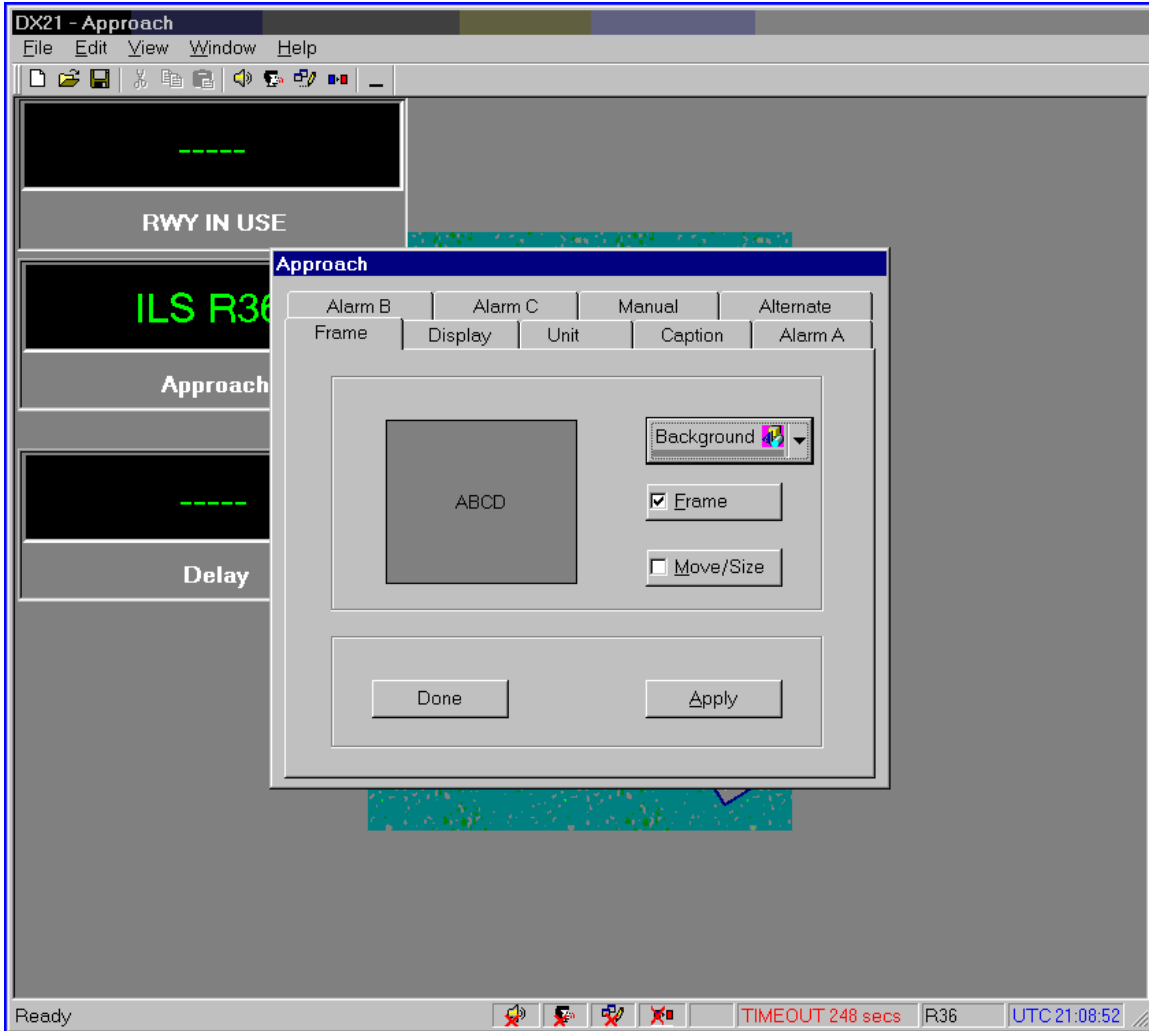 DX21 - Approach
File Edit View Window Help
-----
RWY IN USE
ILS R36
Approach
-----
Delay
Approach
Alarm B Alarm C Manual Alternate
Frame Display Unit Caption Alarm A
ABCD
Background
Frame
Move/Size
Done Apply
Ready TIMEOUT 248 secs R36 UTC 21:08:52